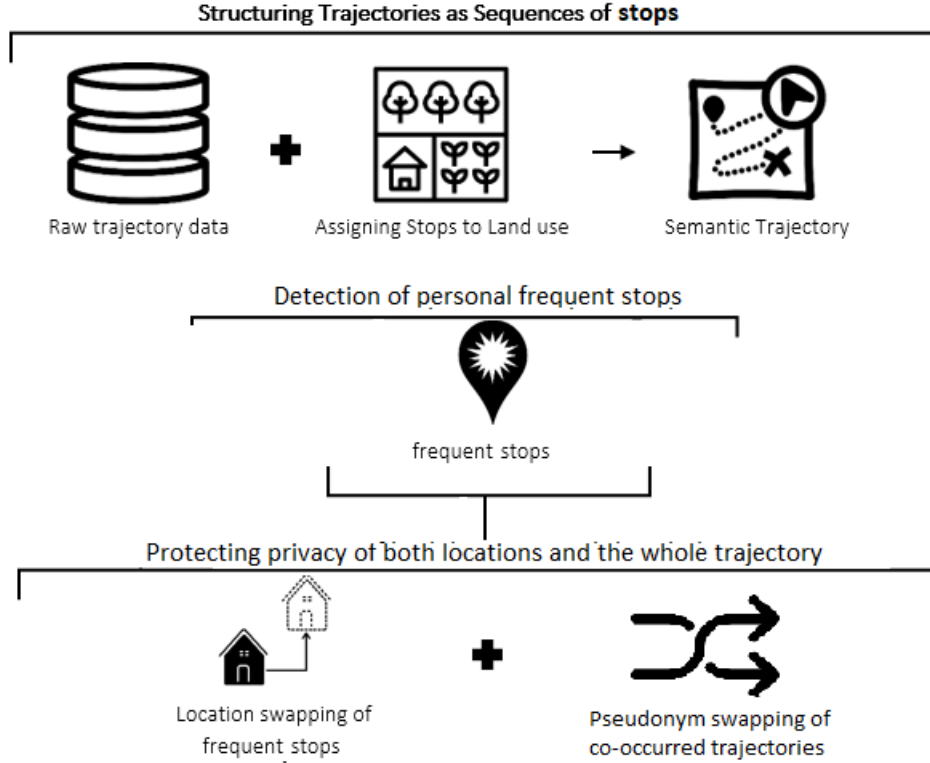 Structuring Trajectories as Sequences of stops
Raw trajectory data
Assigning Stops to Land use
Semantic Trajectory
Detection of personal frequent stops
frequent stops
Protecting privacy of both locations and the whole trajectory
Location swapping of
frequent stops
Pseudonym swapping of
co-occurred trajectories